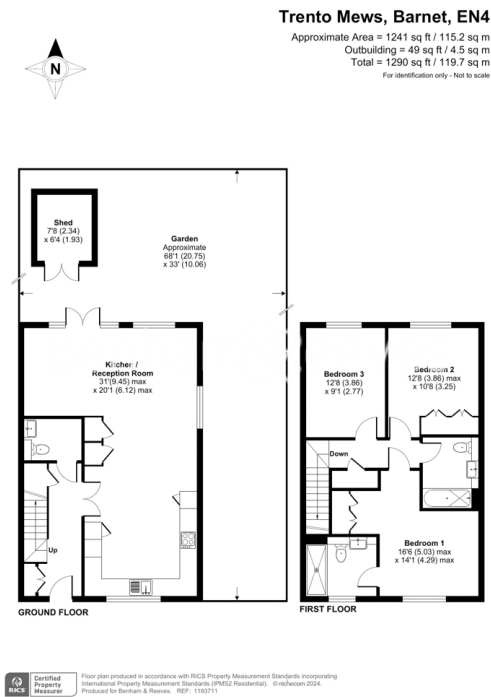 Trento Mews, Barnet, EN4
Approximate Area = 1241 sq ft / 115.2 sq m
Outbuilding = 49 sq ft / 4.5 sq m
Total = 1290 sq ft / 119.7 sq m
For identification only - Not to scale
N
Shed
7'8 (2.34)
x 6'4 (1.93)
Garden
Approximate
68'1 (20.75)
x 33' (10.06)
Kitchen /
Reception Room
31'(9.45) max
x 20'1 (6.12) max
Up
GROUND FLOOR
Bedroom 3
12'8 (3.86)
x 9'1 (2.77)
Bedroom 2
12'8 (3.86) max
x 10'8 (3.25)
Down
Bedroom 1
16'6 (5.03) max
x 14'1 (4.29) max
FIRST FLOOR
RICS
Certified
Property
Measurer
Floor plan produced in accordance with RICS Property Measurement Standards incorporating
International Property Measurement Standards (IPMS2 Residential). © nichecom 2024.
Produced for Benham & Reeves. REF: 1193711